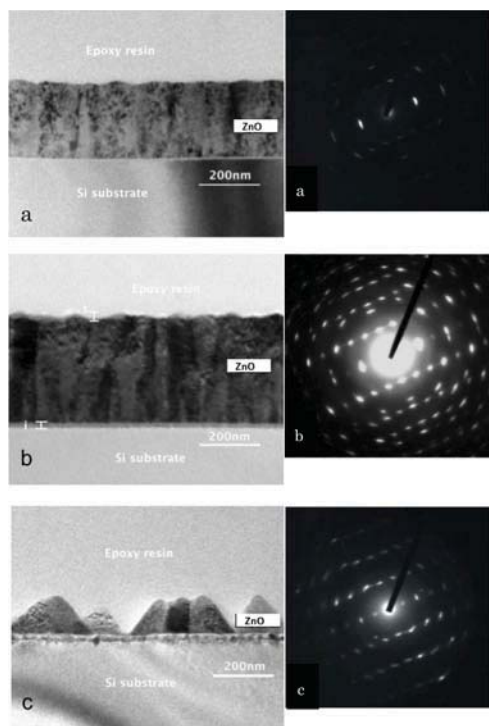 Epoxy resin
ZnO
200nm
Si substrate
a
a
Epoxy resin
ZnO
200nm
Si substrate
b
b
Epoxy resin
ZnO
200nm
Si substrate
c
c